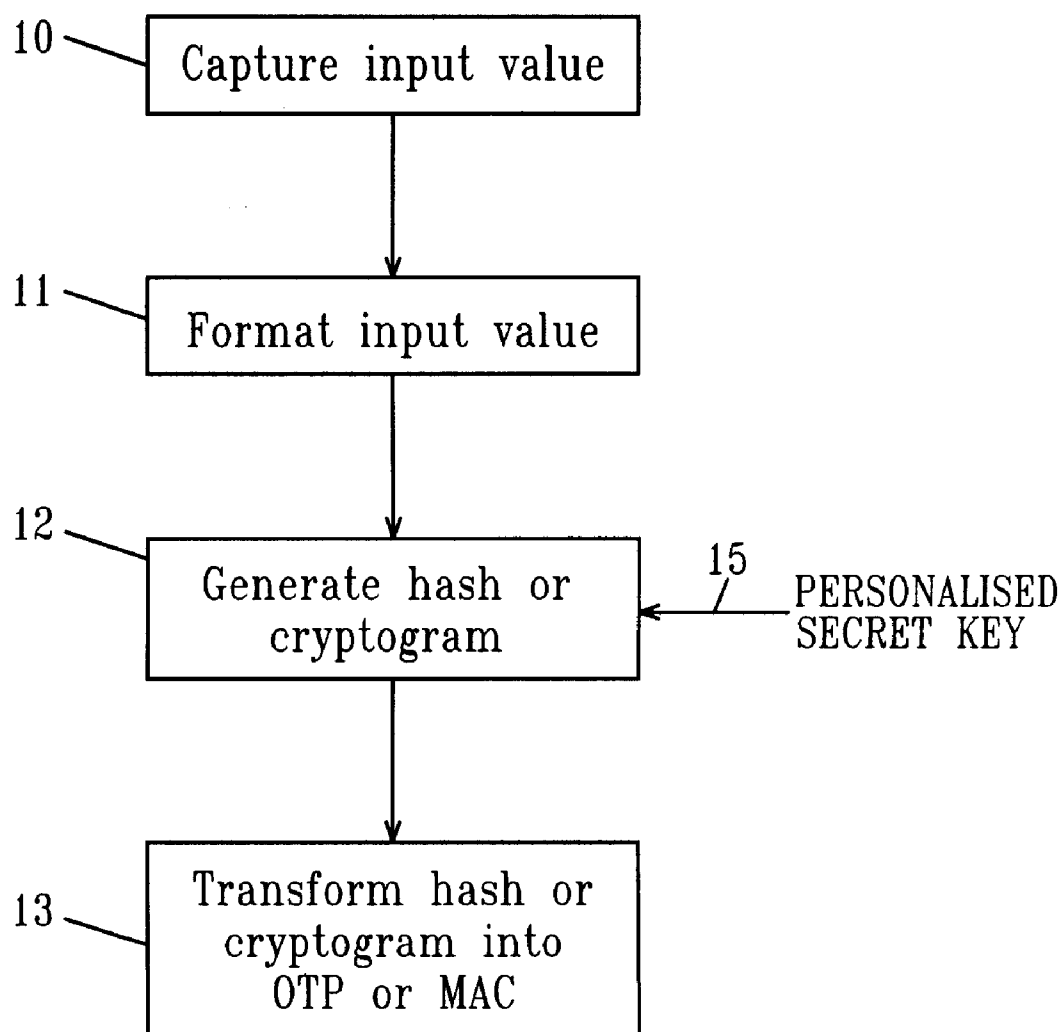 10
Capture input value
11
Format input value
12
Generate hash or
cryptogram
15
PERSONALISED
SECRET KEY
13
Transform hash or
cryptogram into
OTP or MAC